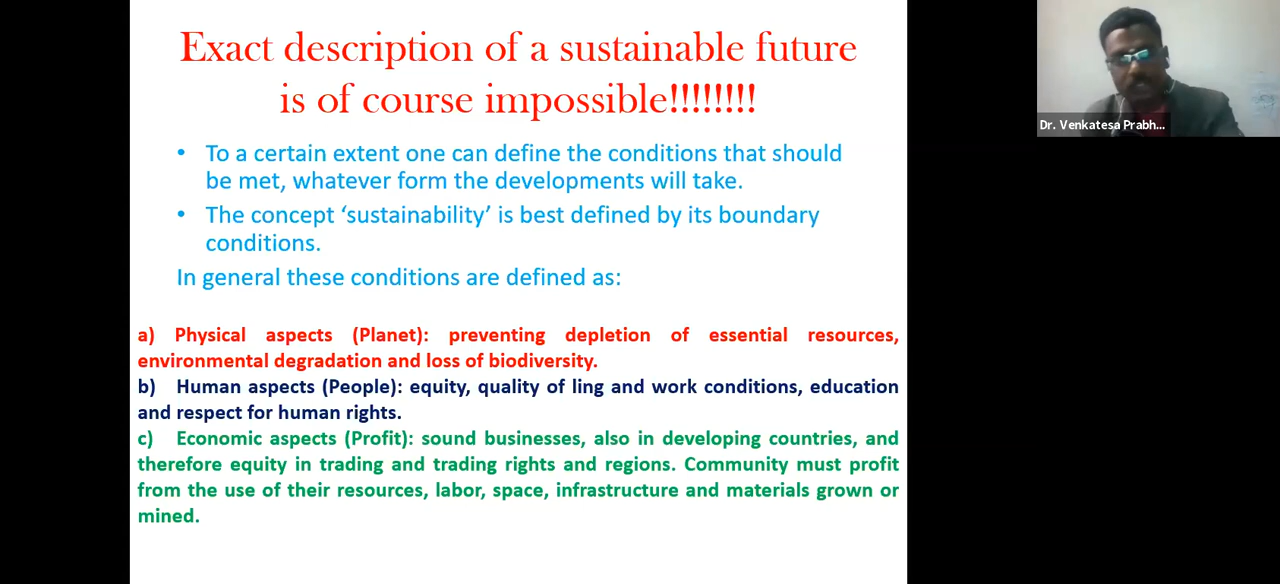 Exact description of a sustainable future
is of course impossible!!!!!!!!
• To a certain extent one can define the conditions that should
be met, whatever form the developments will take.
• The concept ‘sustainability’ is best defined by its boundary
conditions.
In general these conditions are defined as:
a) Physical aspects (Planet): preventing depletion of essential resources,
environmental degradation and loss of biodiversity.
b) Human aspects (People): equity, quality of ling and work conditions, education
and respect for human rights.
c) Economic aspects (Profit): sound businesses, also in developing countries, and
therefore equity in trading and trading rights and regions. Community must profit
from the use of their resources, labor, space, infrastructure and materials grown or
mined.
Dr. Venkatesa Prabh...